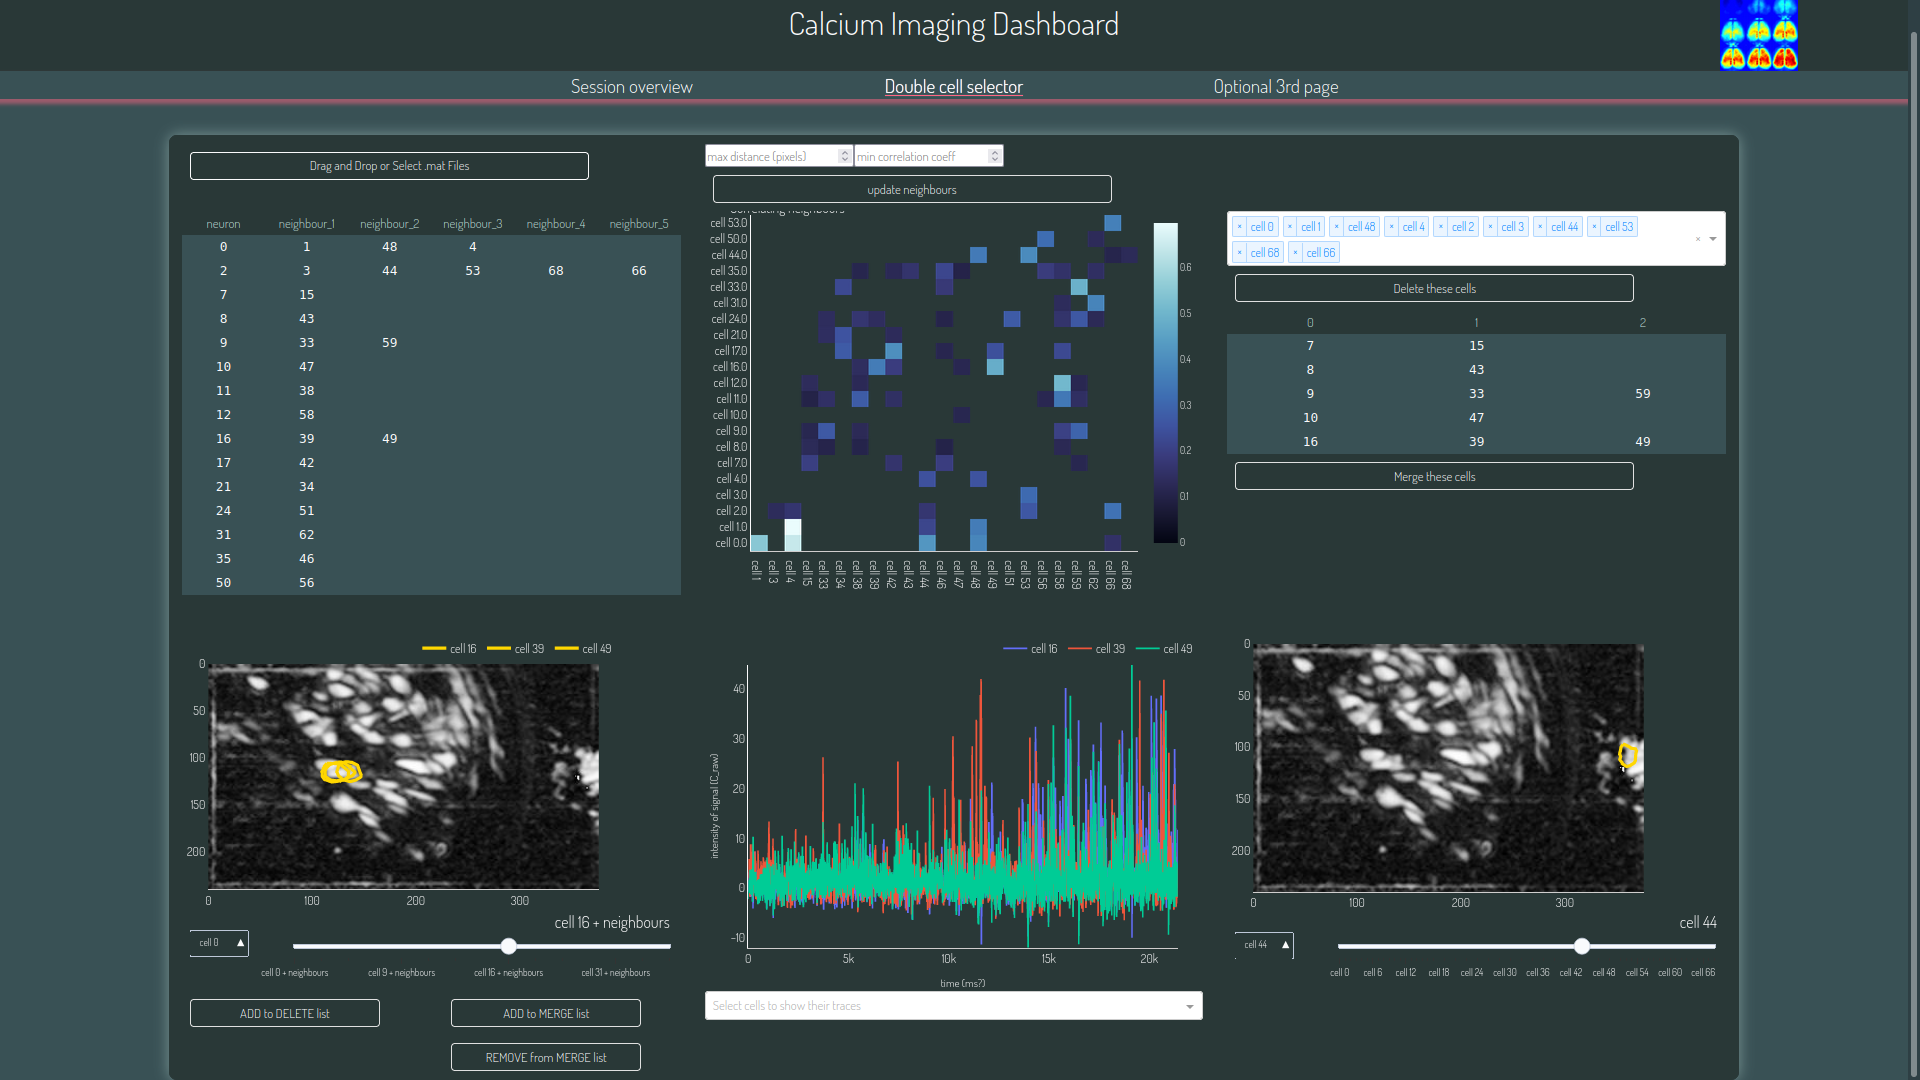 Calcium Imaging Dashboard
Session overview
Double cell selector
Optional 3rd page
Drag and Drop or Select .mat Files
neuron neighbour_1 neighbour_2 neighbour_3 neighbour_4 neighbour_5
0 1 48 4
2 3 44 53 68 66
7 15
8 43
9 33 59
10 47
11 38
12 58
16 39 49
17 42
21 34
24 51
31 62
35 46
50 56
max distance (pixels)
min correlation coeff
update neighbours
Correlating neighbours
cell 53.0
cell 50.0
cell 44.0
cell 35.0
cell 33.0
cell 31.0
cell 24.0
cell 21.0
cell 17.0
cell 16.0
cell 12.0
cell 11.0
cell 10.0
cell 9.0
cell 8.0
cell 7.0
cell 4.0
cell 3.0
cell 2.0
cell 1.0
cell 0.0
cell 1 cell 3 cell 4 cell 15 cell 33 cell 34 cell 38 cell 39 cell 42 cell 43 cell 44 cell 46 cell 47 cell 48 cell 49 cell 51 cell 53 cell 56 cell 58 cell 59 cell 62 cell 66 cell 68
0.6
0.5
0.4
0.3
0.2
0.1
0
× cell 0 × cell 1 × cell 48 × cell 4 × cell 2 × cell 3 × cell 44 × cell 53
× cell 68 × cell 66
×
Delete these cells
0 1 2
7 15
8 43
9 33 59
10 47
16 39 49
Merge these cells
cell 16 cell 39 cell 49
0
50
100
150
200
0 100 200 300
cell 16 + neighbours
cell 0 ▲
cell 0 + neighbours cell 9 + neighbours cell 16 + neighbours cell 31 + neighbours
ADD to DELETE list
ADD to MERGE list
REMOVE from MERGE list
cell 16 cell 39 cell 49
intensity of signal (C_raw)
40
30
20
10
0
-10
0 5k 10k 15k 20k
time (ms?)
Select cells to show their traces
0
50
100
150
200
0 100 200 300
cell 44
cell 44 ▲
cell 0 cell 6 cell 12 cell 18 cell 24 cell 30 cell 36 cell 42 cell 48 cell 54 cell 60 cell 66